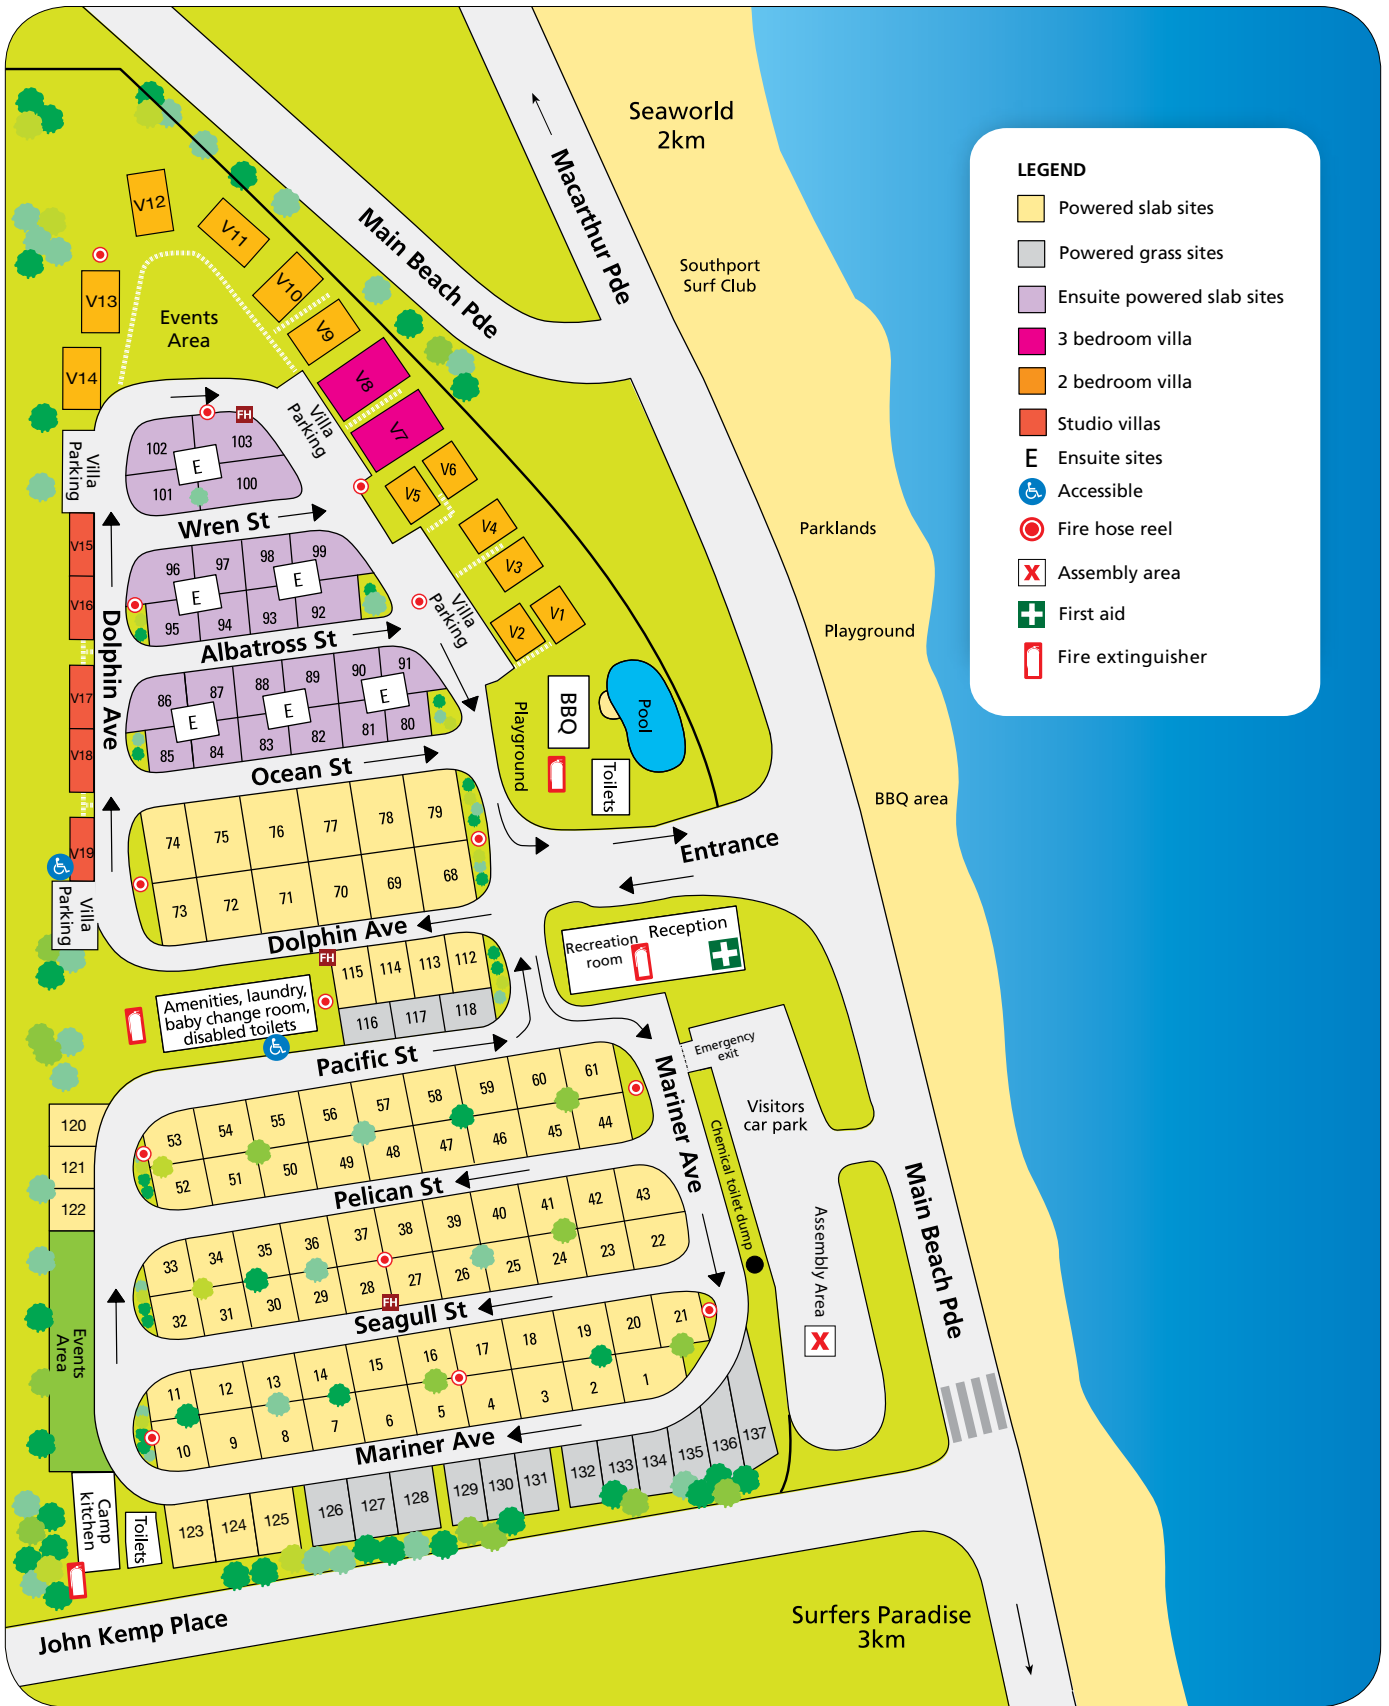 Seaworld
2km
Macarthur Pde
Main Beach Pde
Southport
Surf Club
Parklands
Playground
BBQ area
LEGEND
Powered slab sites
Powered grass sites
Ensuite powered slab sites
3 bedroom villa
2 bedroom villa
Studio villas
E Ensuite sites
Accessible
Fire hose reel
X Assembly area
First aid
Fire extinguisher
V12
V11
V10
V9
V8
V7
V6
V5
V4
V3
V2
V1
V13
V14
Events
Area
Villa
Parking
Villa
Parking
Villa
Parking
FH
102
103
E
101
100
Wren St
V15
V16
V17
V18
V19
Villa
Parking
Dolphin Ave
96
97
98
99
E
E
95
94
93
92
Albatross St
86
87
88
89
90
91
E
E
E
85
84
83
82
81
80
Ocean St
Playground
BBQ
Pool
Toilets
74
75
76
77
78
79
73
72
71
70
69
68
Entrance
Dolphin Ave
FH
115
114
113
112
116
117
118
Recreation
room
Reception
Amenities, laundry,
baby change room,
disabled toilets
Pacific St
Emergency
exit
Visitors
car park
Mariner Ave
Chemical toilet dump
Assembly Area
X
Main Beach Pde
120
121
122
53
54
55
56
57
58
59
60
61
52
51
50
49
48
47
46
45
44
Pelican St
33
34
35
36
37
38
39
40
41
42
43
32
31
30
29
28
27
26
25
24
23
22
FH
Seagull St
Events
Area
11
12
13
14
15
16
17
18
19
20
21
10
9
8
7
6
5
4
3
2
1
Mariner Ave
Camp
kitchen
Toilets
123
124
125
126
127
128
129
130
131
132
133
134
135
136
137
John Kemp Place
Surfers Paradise
3km